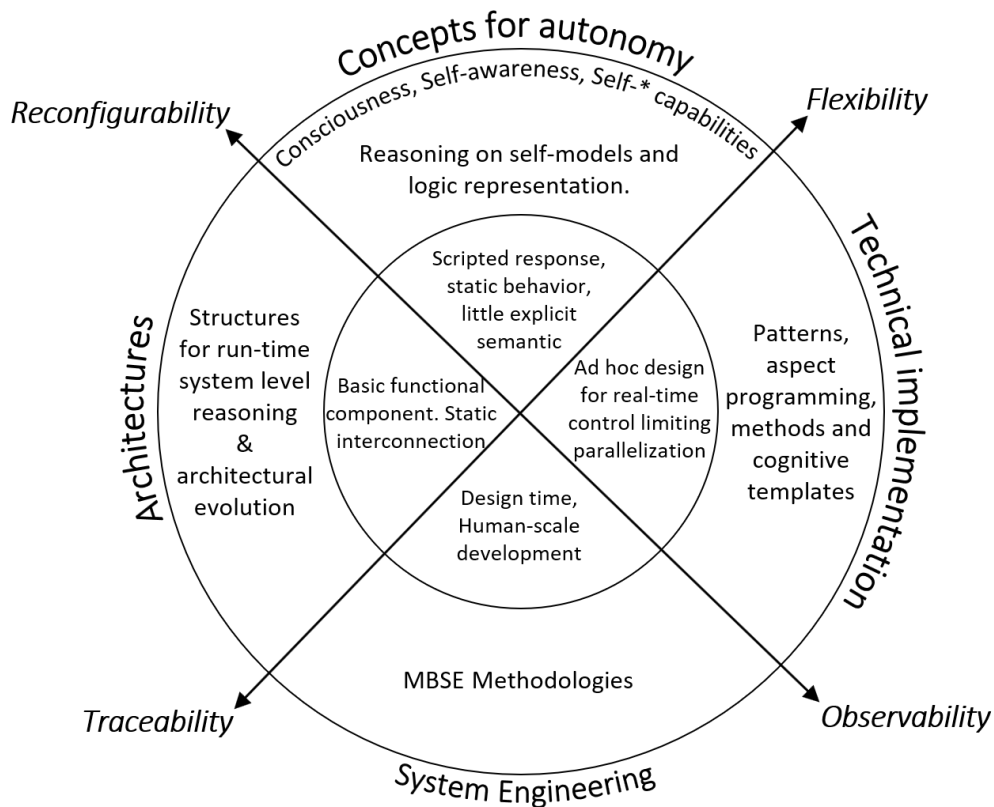 Concepts for autonomy
Consciousness, Self-awareness, Self-* capabilities
Reconfigurability
Flexibility
Reasoning on self-models and
logic representation.
Scripted response,
static behavior,
little explicit
semantic
Architectures
Structures
for run-time
system level
reasoning
&
architectural
evolution
Basic functional
component. Static
interconnection
Ad hoc design
for real-time
control limiting
parallelization
Patterns,
aspect
programming,
methods and
cognitive
templates
Technical implementation
Design time,
Human-scale
development
MBSE Methodologies
Traceability
Observability
System Engineering